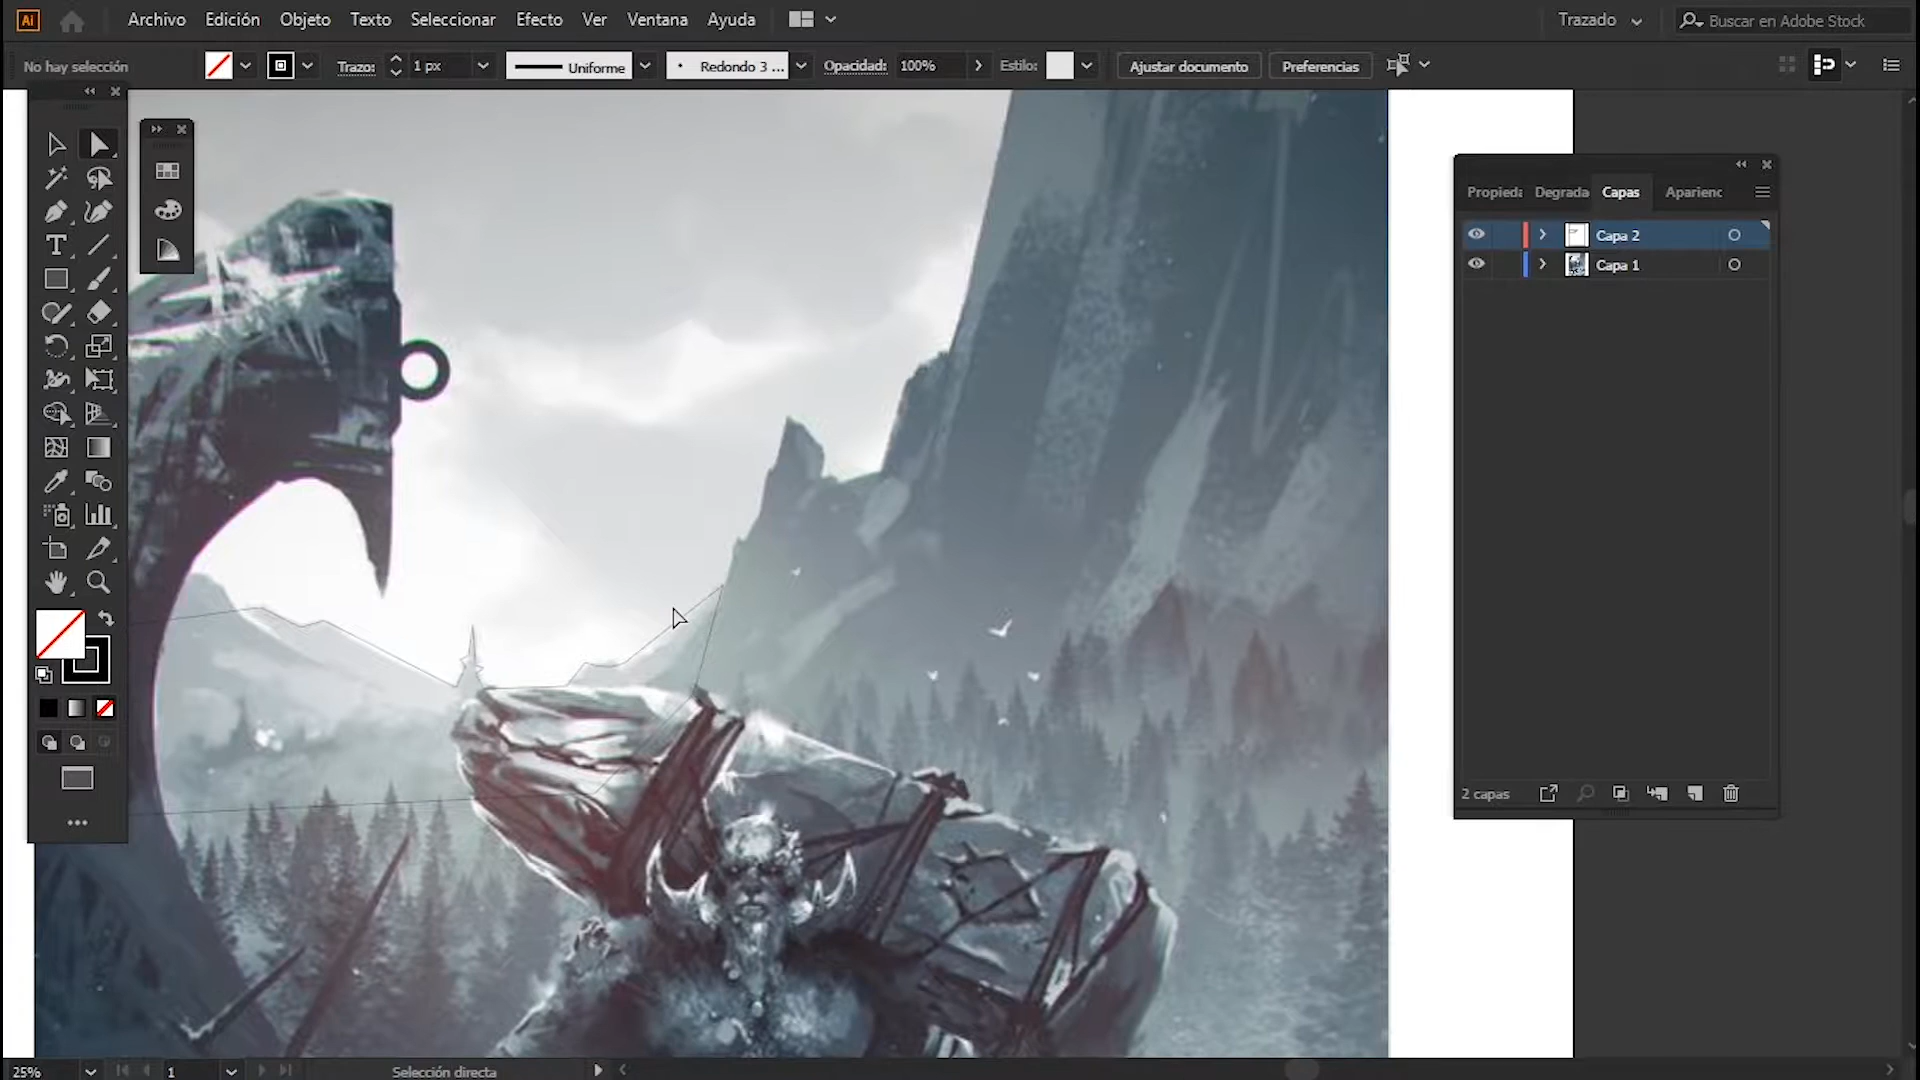 Ai Archivo Edición Objeto Texto Seleccionar Efecto Ver Ventana Ayuda Trazado Buscar en Adobe Stock
No hay selección Trazo: 1 px Uniforme Redondo 3 ... Opacidad: 100% Estilo: Ajustar documento Preferencias
Propieda Degrada Capas Aparienc
Capa 2
Capa 1
2 capas
25% 1 Selección directa